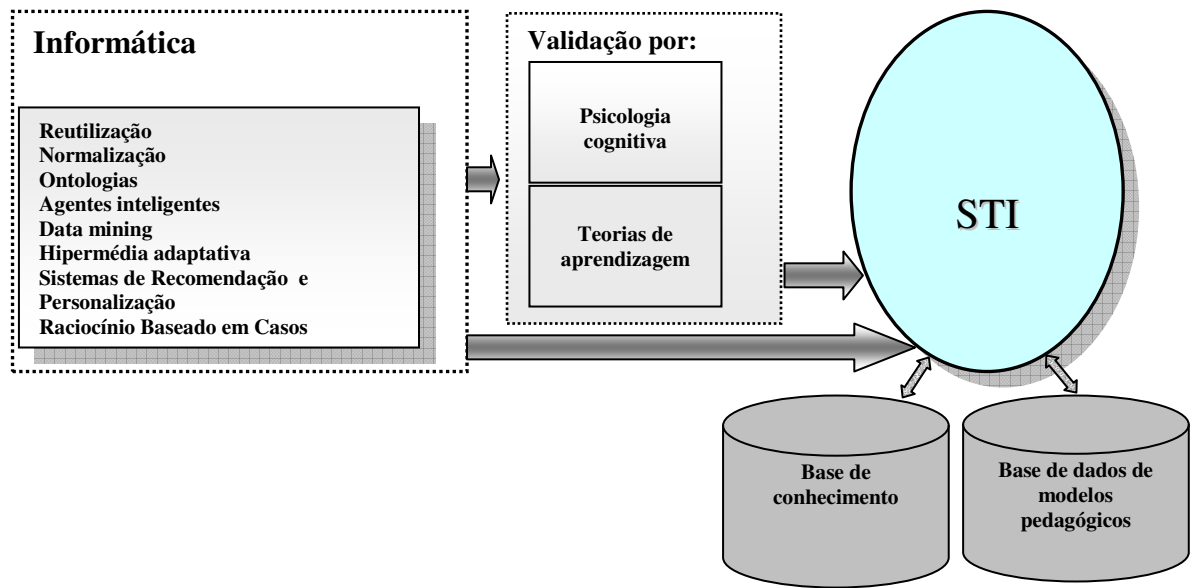 Informática
Reutilização
Normalização
Ontologias
Agentes inteligentes
Data mining
Hipermédia adaptativa
Sistemas de Recomendação e
Personalização
Raciocínio Baseado em Casos
Validação por:
Psicologia
cognitiva
Teorias de
aprendizagem
STI
Base de
conhecimento
Base de dados de
modelos
pedagógicos